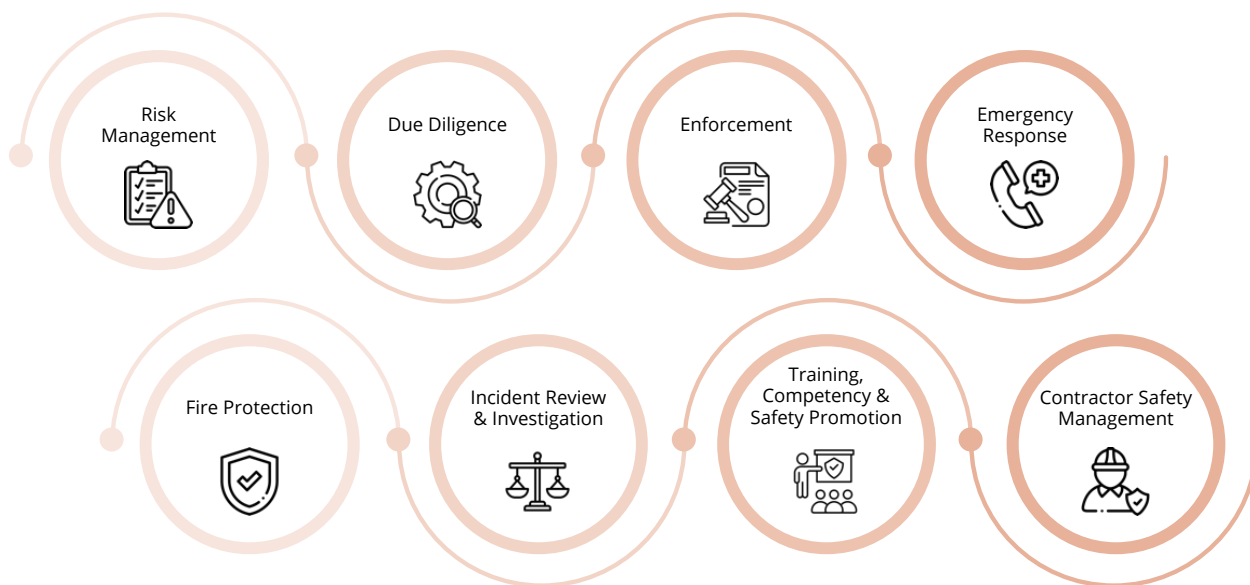 Risk
Management
Due Diligence
Enforcement
Emergency
Response
Fire Protection
Incident Review
& Investigation
Training,
Competency &
Safety Promotion
Contractor Safety
Management